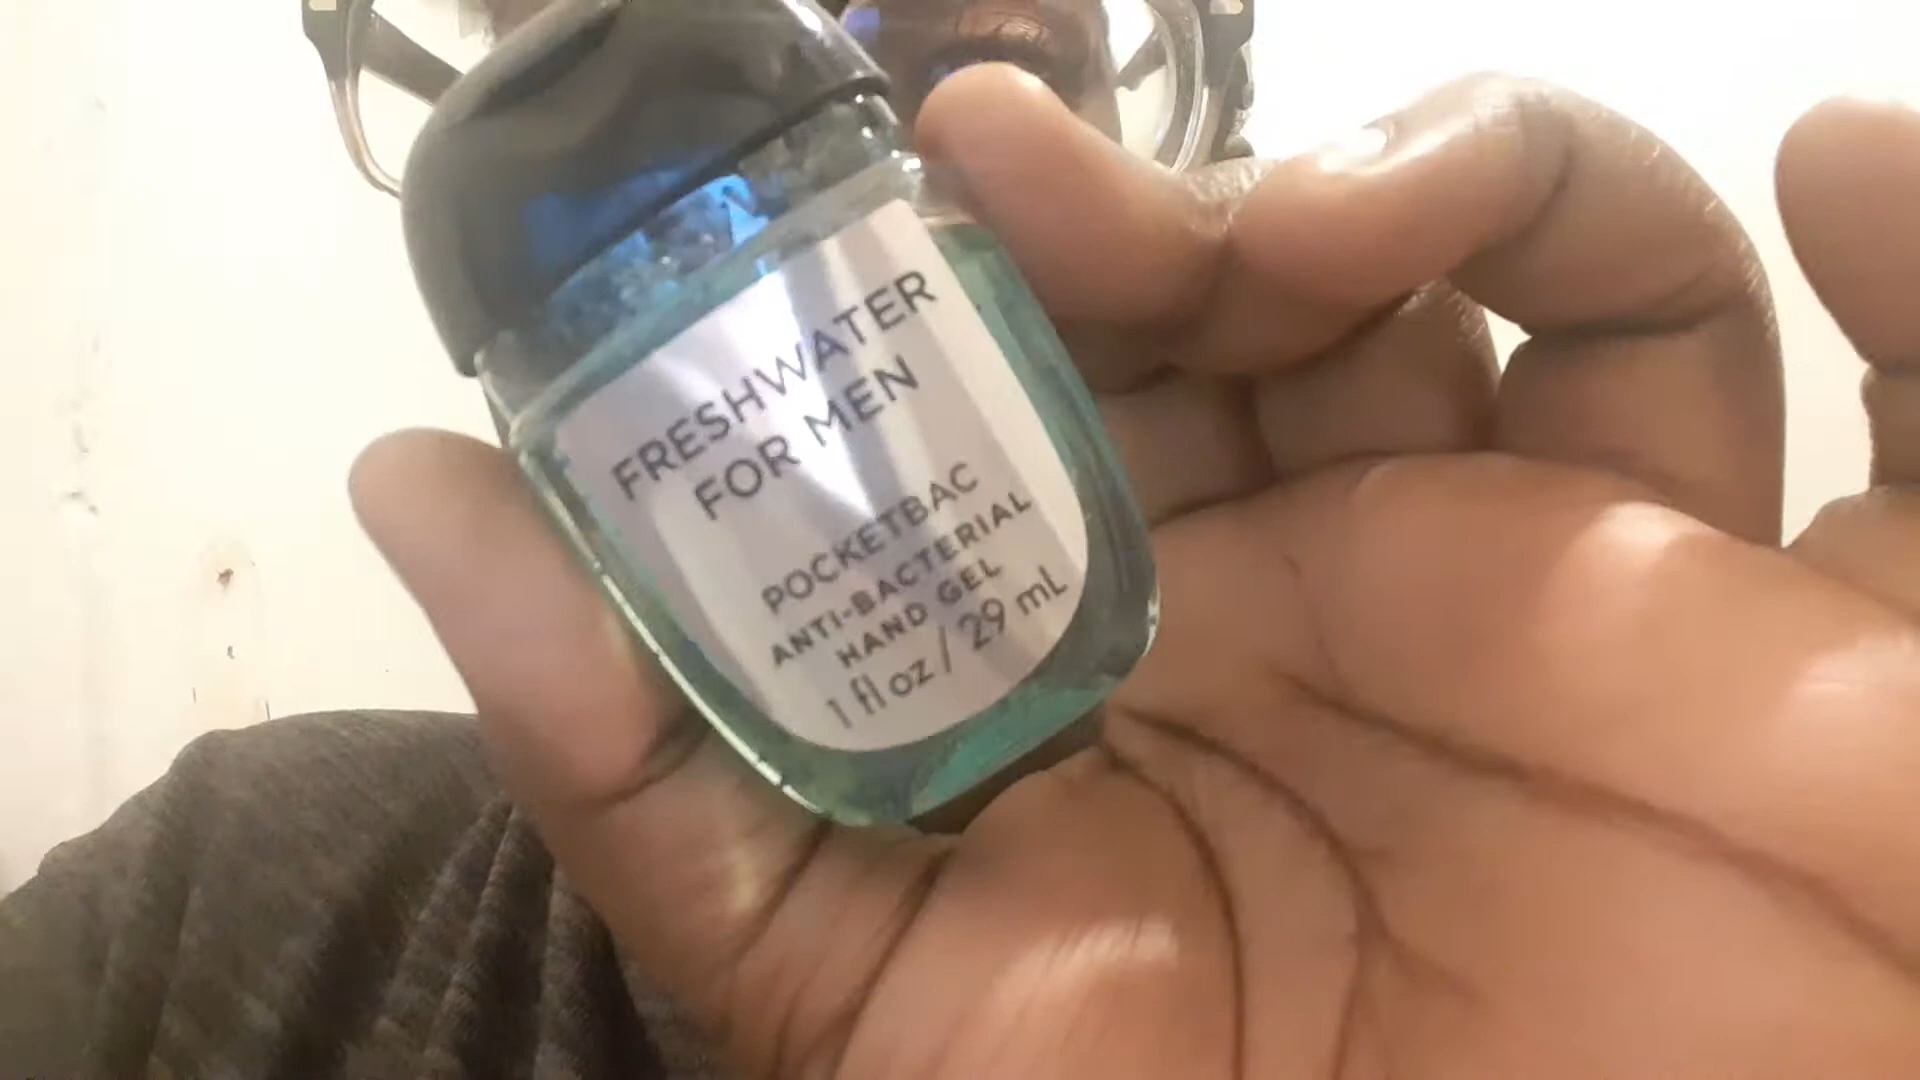 FRESHWATER
FOR MEN
POCKETBAC
ANTI-BACTERIAL
HAND GEL
1 fl oz / 29 mL